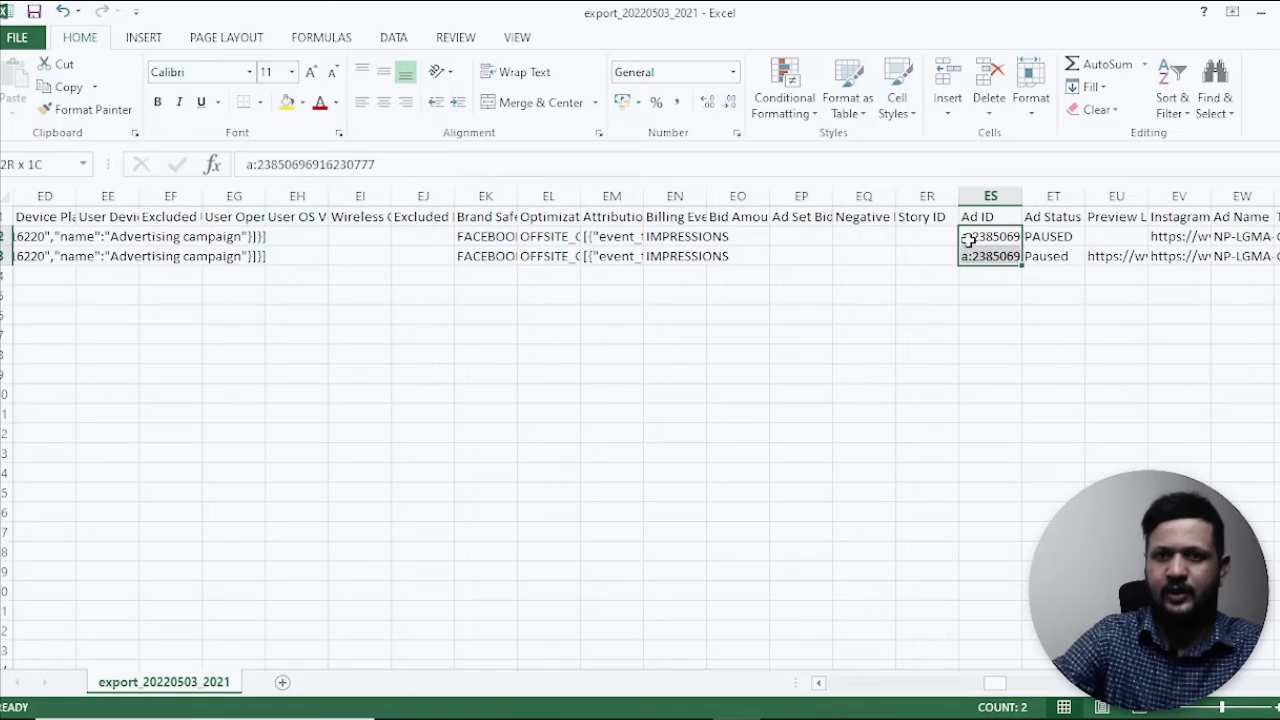 export_20220503_2021 - Excel
?
FILE
HOME
INSERT
PAGE LAYOUT
FORMULAS
DATA
REVIEW
VIEW
Paste
Cut
Copy
Format Painter
Clipboard
Calibri
11
B I U
Font
Wrap Text
Merge & Center
Alignment
General
%
Number
Conditional Formatting
Format as Table
Cell Styles
Styles
Insert
Delete
Format
Cells
AutoSum
Fill
Clear
Sort & Filter
Find & Select
Editing
2R x 1C
fx
a:23850696916230777
ED EE EF EG EH EI EJ EK EL EM EN EO EP EQ ER ES ET EU EV EW
Device Pla User Devi Excluded User Oper User OS V Wireless Excluded Brand Safe Optimizat Attributio Billing Eve Bid Amou Ad Set Bid Negative Story ID Ad ID Ad Status Preview L Instagram Ad Name
.6220","name":"Advertising campaign"}]}] FACEBOO OFFSITE_C [{"event_t IMPRESSIONS 2385069 PAUSED https://w NP-LGMA-
.6220","name":"Advertising campaign"}]}] FACEBOO OFFSITE_C [{"event_t IMPRESSIONS a:2385069 Paused https://w https://w NP-LGMA-
export_20220503_2021
READY
COUNT: 2